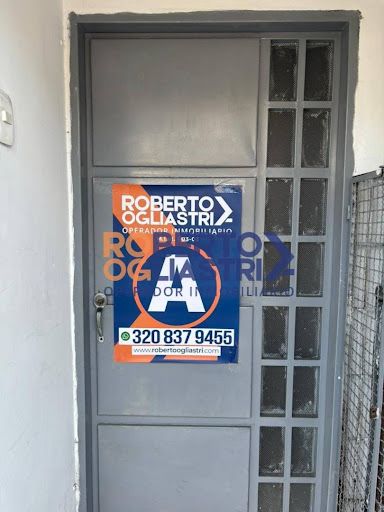 ROBERTO
OGLIASTRI
OPERADOR INMOBILIARIO
ROBERTO
OGLIASTRI
OPERADOR INMOBILIARIO
A
320 837 9455
www.robertoogliastri.com